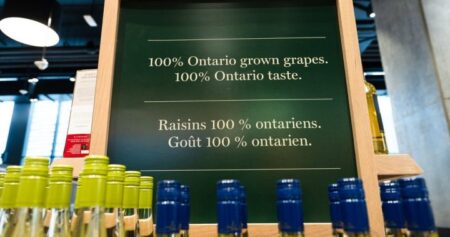 100% Ontario grown grapes.
100% Ontario taste.
Raisins 100 % ontariens.
Goût 100 % ontarien.